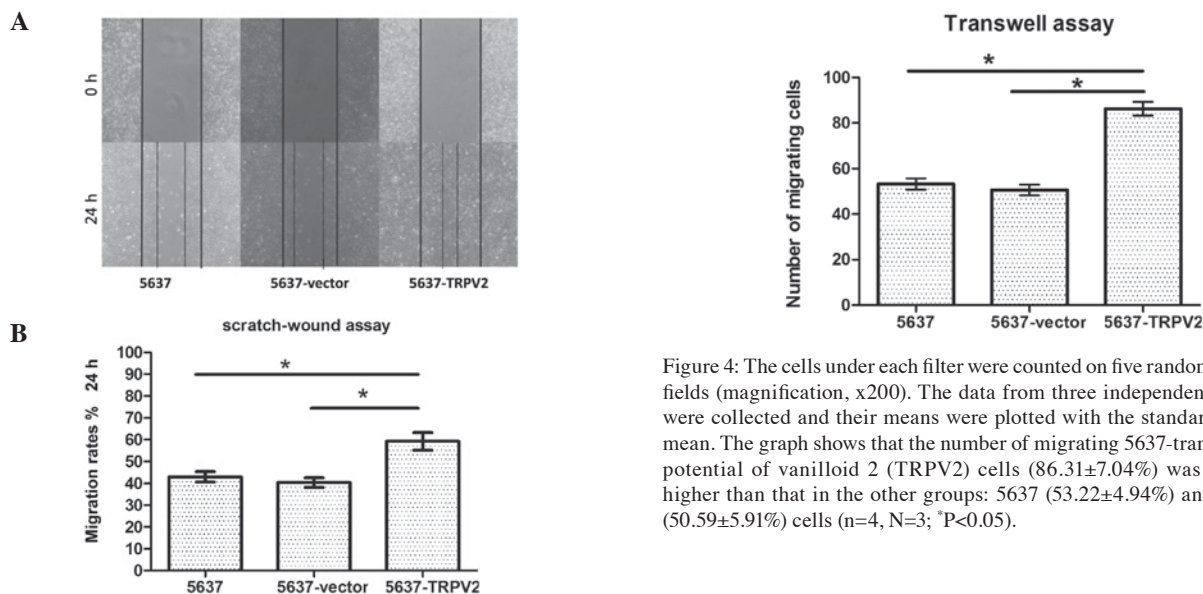 A
0 h
24 h
5637
5637-vector
5637-TRPV2
B
scratch-wound assay
Migration rates % 24 h
100
90
80
70
60
50
40
30
20
10
0
*
*
5637
5637-vector
5637-TRPV2
Transwell assay
Number of migrating cells
100
80
60
40
20
0
*
*
5637
5637-vector
5637-TRPV2
Figure 4: The cells under each filter were counted on five random
fields (magnification, x200). The data from three independen
were collected and their means were plotted with the standar
mean. The graph shows that the number of migrating 5637-tran
potential of vanilloid 2 (TRPV2) cells (86.31±7.04%) was
higher than that in the other groups: 5637 (53.22±4.94%) an
(50.59±5.91%) cells (n=4, N=3; *P<0.05).